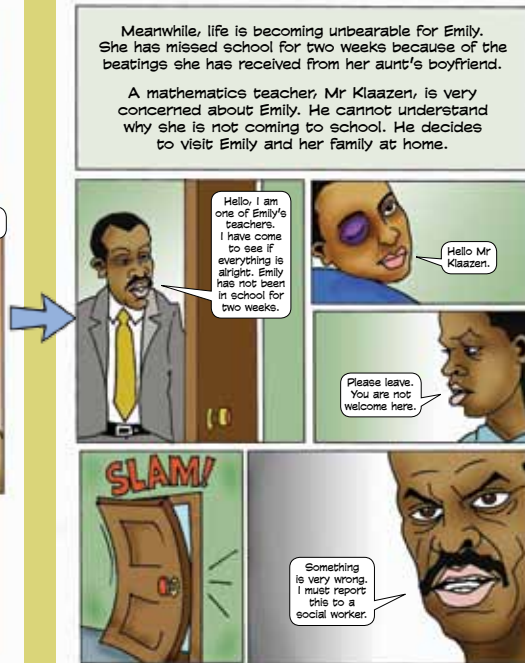 Meanwhile, life is becoming unbearable for Emily.
She has missed school for two weeks because of the
beatings she has received from her aunt's boyfriend.
A mathematics teacher, Mr Klaazen, is very
concerned about Emily. He cannot understand
why she is not coming to school. He decides
to visit Emily and her family at home.
Hello, I am
one of Emily's
teachers.
I have come
to see if
everything is
alright. Emily
has not been
in school for
two weeks.
Hello Mr
Klaazen.
Please leave.
You are not
welcome here.
SLAM!
Something
is very wrong.
I must report
this to a
social worker.